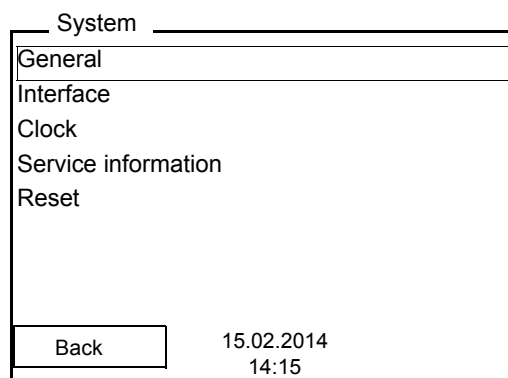 System
General
Interface
Clock
Service information
Reset
Back
15.02.2014
14:15